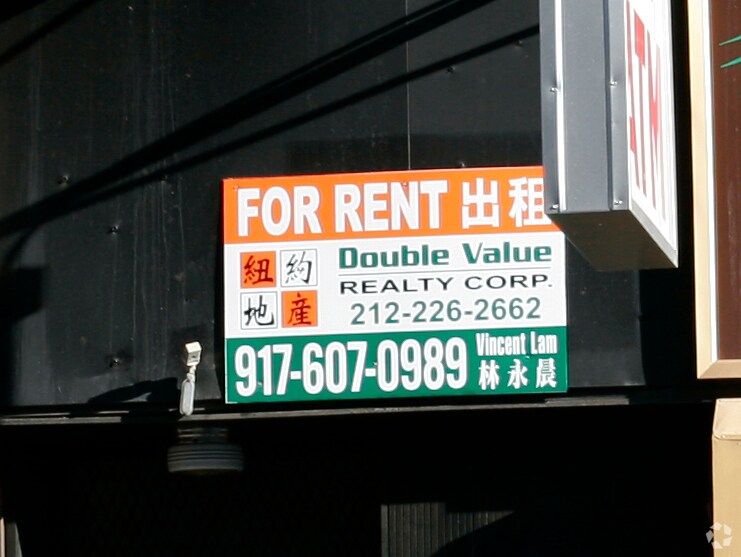 FOR RENT 出租
紐約
地產
Double Value
REALTY CORP.
212-226-2662
917-607-0989
Vincent Lam
林永晨
ATM